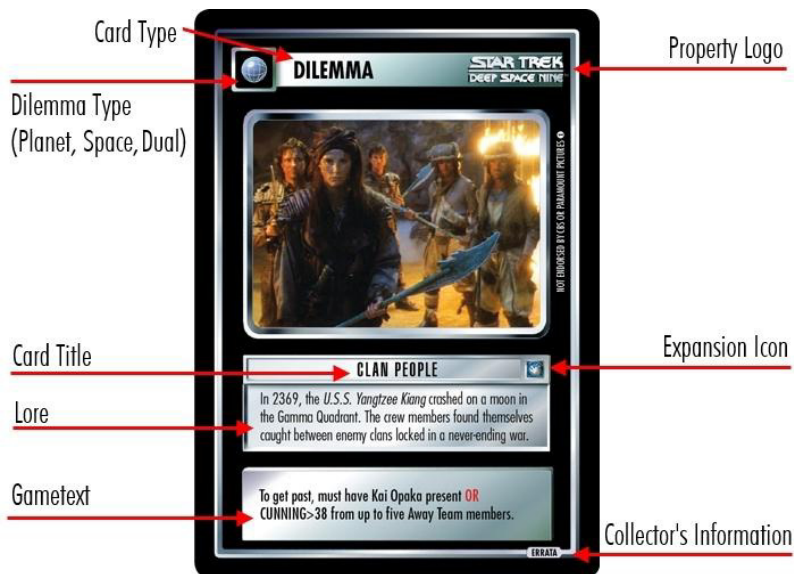 Card Type
Property Logo
DILEMMA
STAR TREK
DEEP SPACE NINE
Dilemma Type
(Planet, Space, Dual)
NOT ENDORSED BY CBS OR PARAMOUNT PICTURES
Card Title
CLAN PEOPLE
Expansion Icon
Lore
In 2369, the U.S.S. Yangtzee Kiang crashed on a moon in
the Gamma Quadrant. The crew members found themselves
caught between enemy clans locked in a never-ending war.
Gametext
To get past, must have Kai Opaka present OR
CUNNING>38 from up to five Away Team members.
Collector's Information
ERRATA